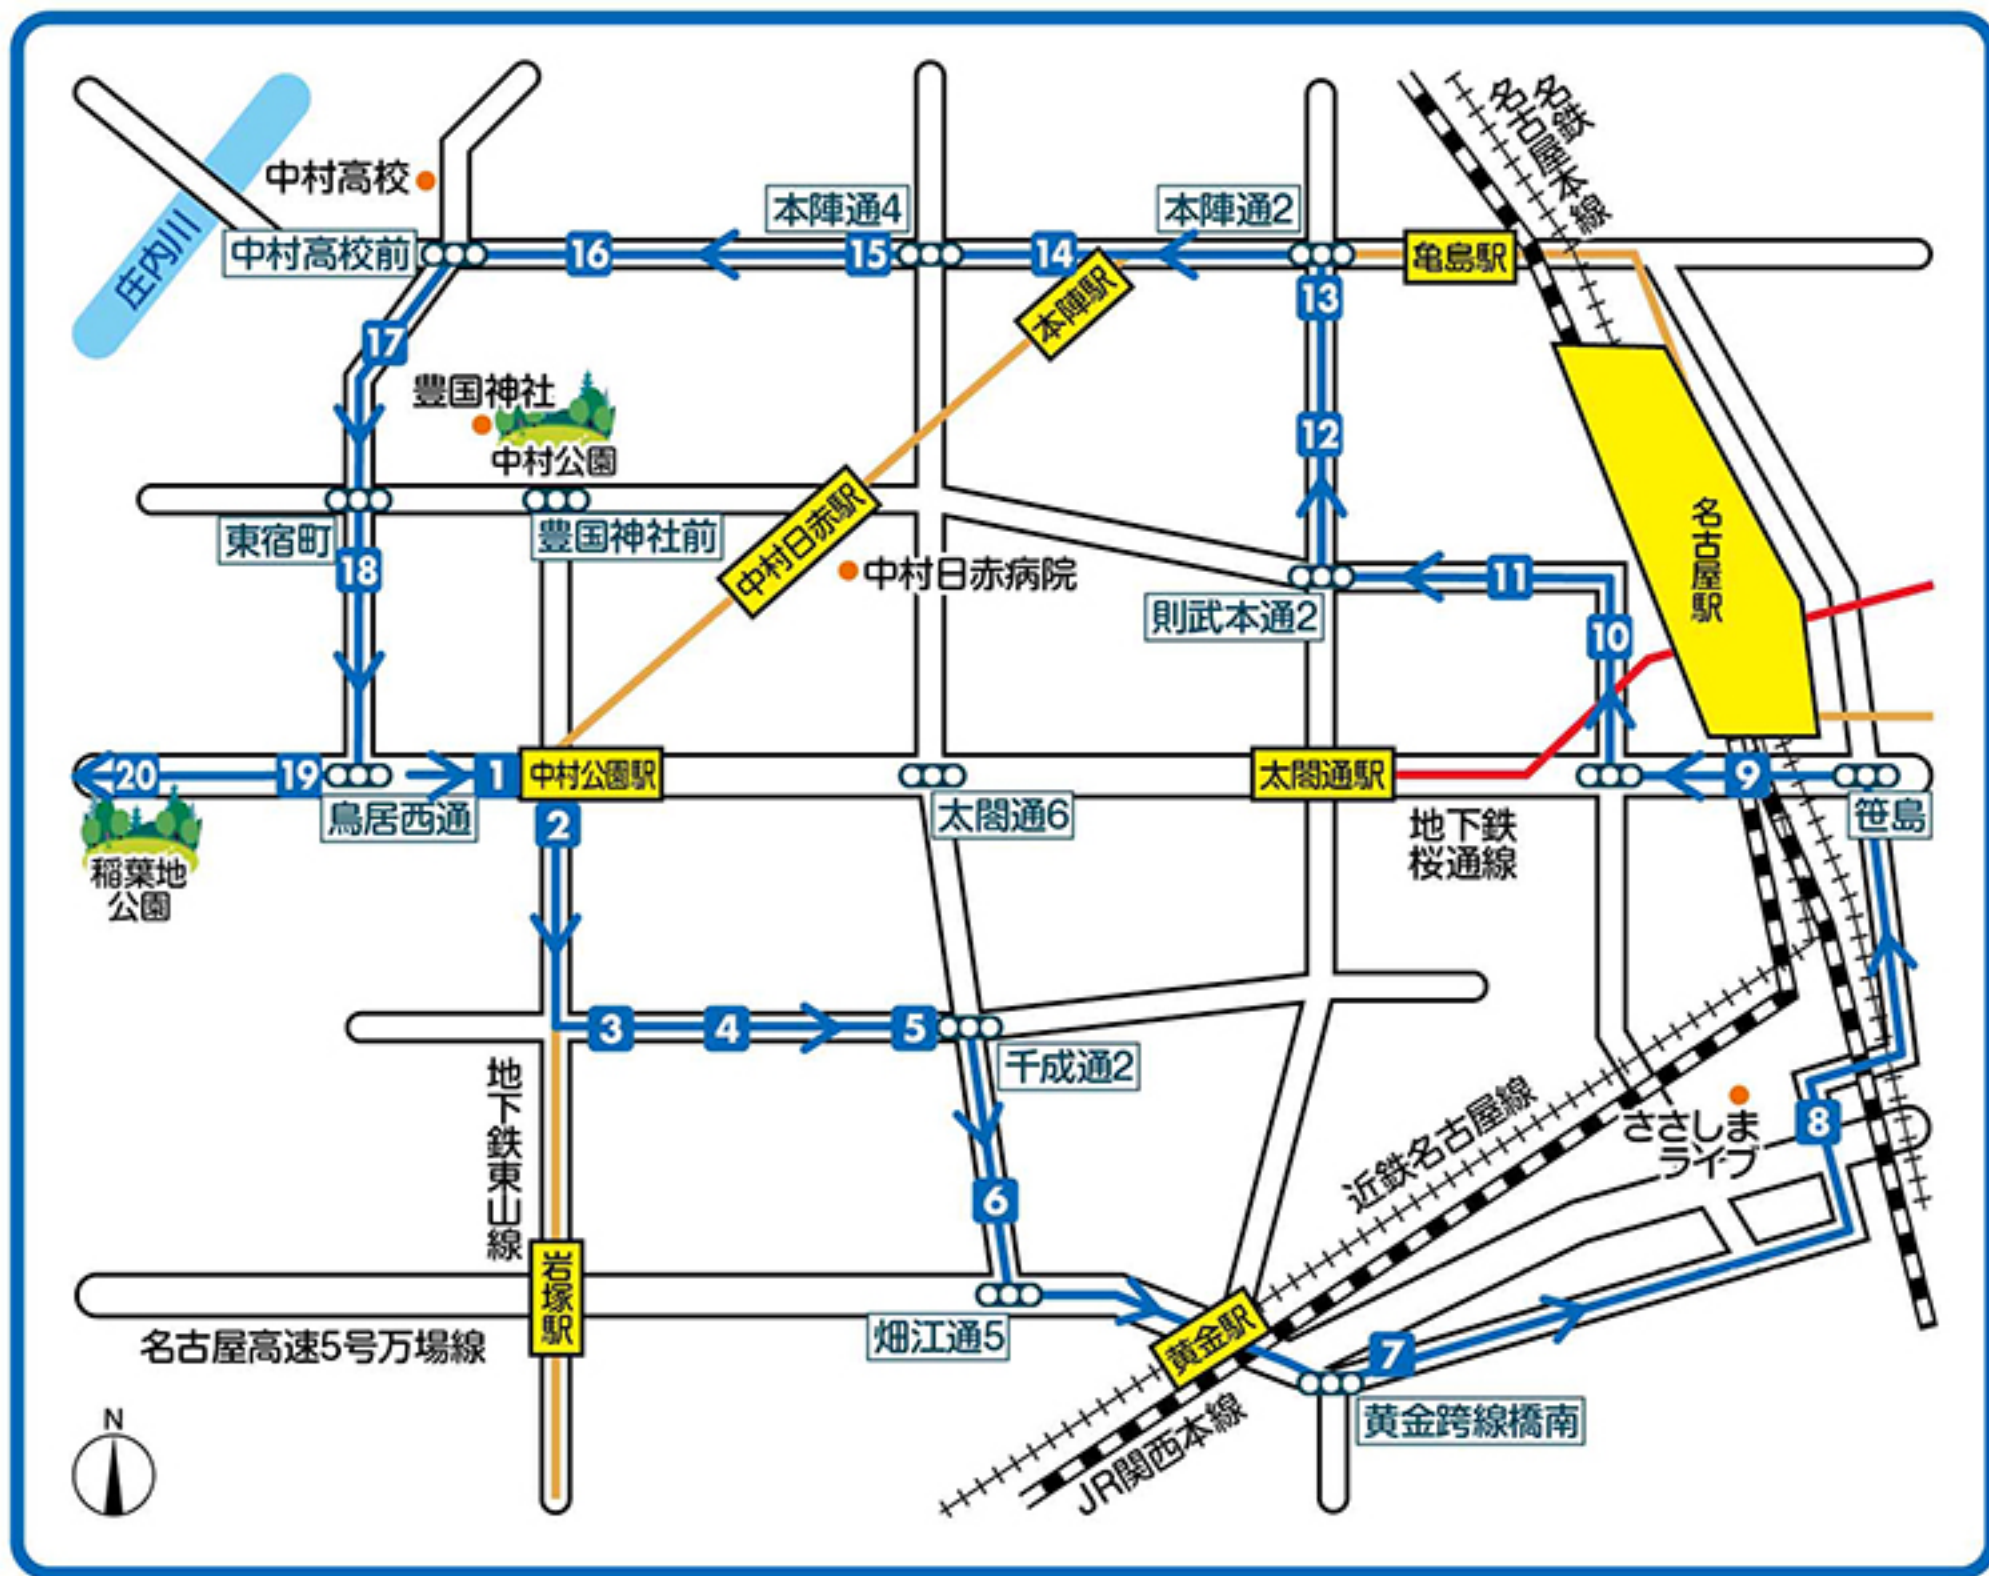 名鉄
名古屋本線
中村高校
庄内川
本陣通4
本陣通2
中村高校前
16
15
14
亀島駅
13
本陣駅
17
豊国神社
中村公園
12
名古屋駅
中村日赤駅
東宿町
豊国神社前
18
中村日赤病院
11
則武本通2
10
20
19
1
中村公園駅
太閤通駅
9
鳥居西通
2
太閤通6
地下鉄
桜通線
笹島
稲葉地
公園
3
4
5
千成通2
地下鉄東山線
ささしま
ライブ
8
近鉄名古屋線
6
岩塚駅
畑江通5
黄金駅
7
名古屋高速5号万場線
黄金跨線橋南
JR関西本線
N